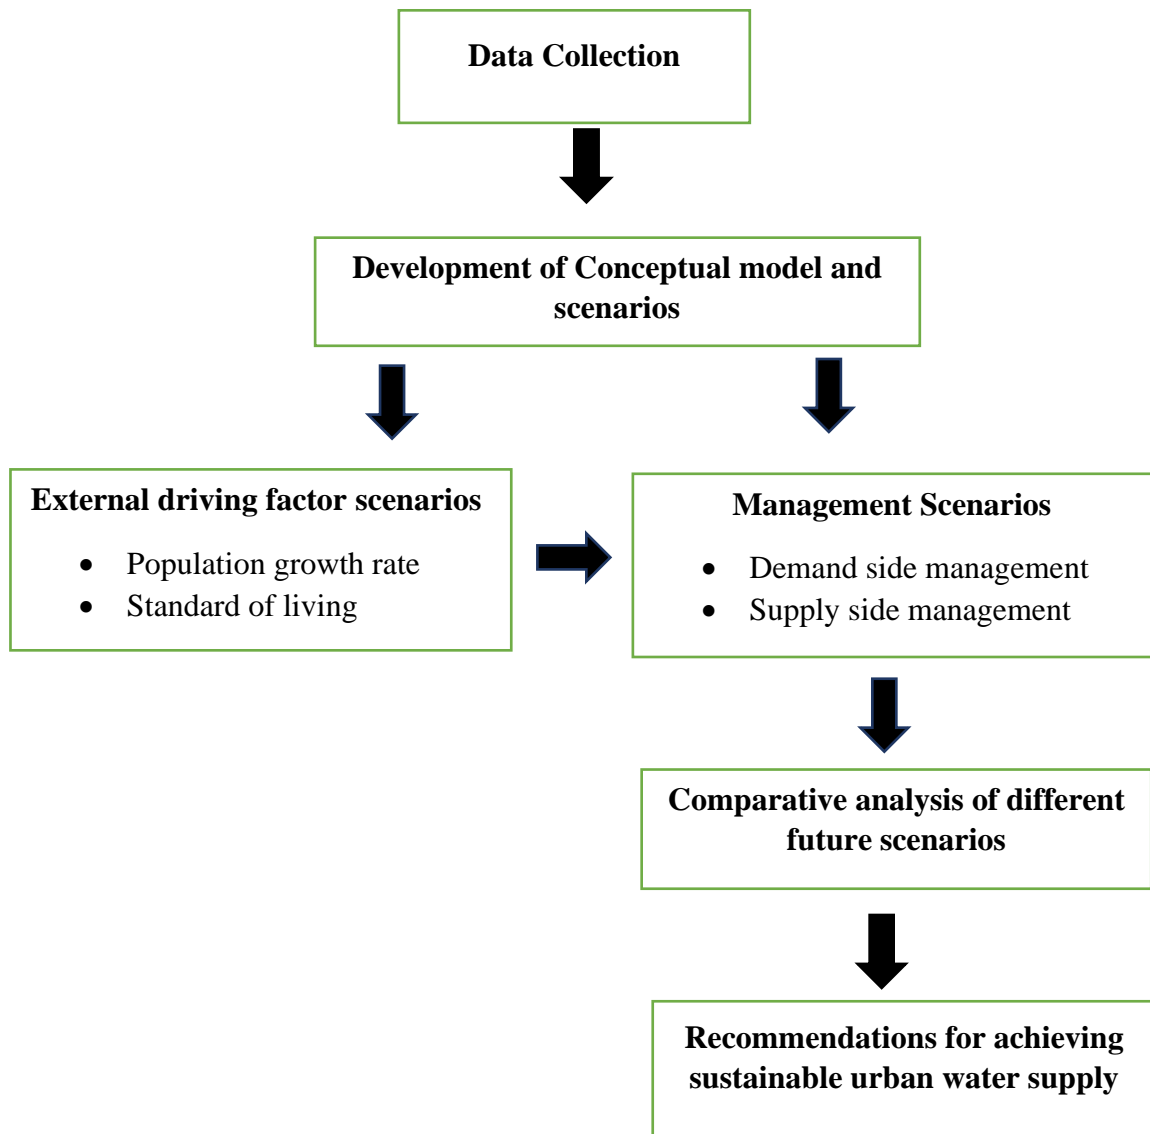 Data Collection
Development of Conceptual model and
scenarios
External driving factor scenarios
• Population growth rate
• Standard of living
Management Scenarios
• Demand side management
• Supply side management
Comparative analysis of different
future scenarios
Recommendations for achieving
sustainable urban water supply